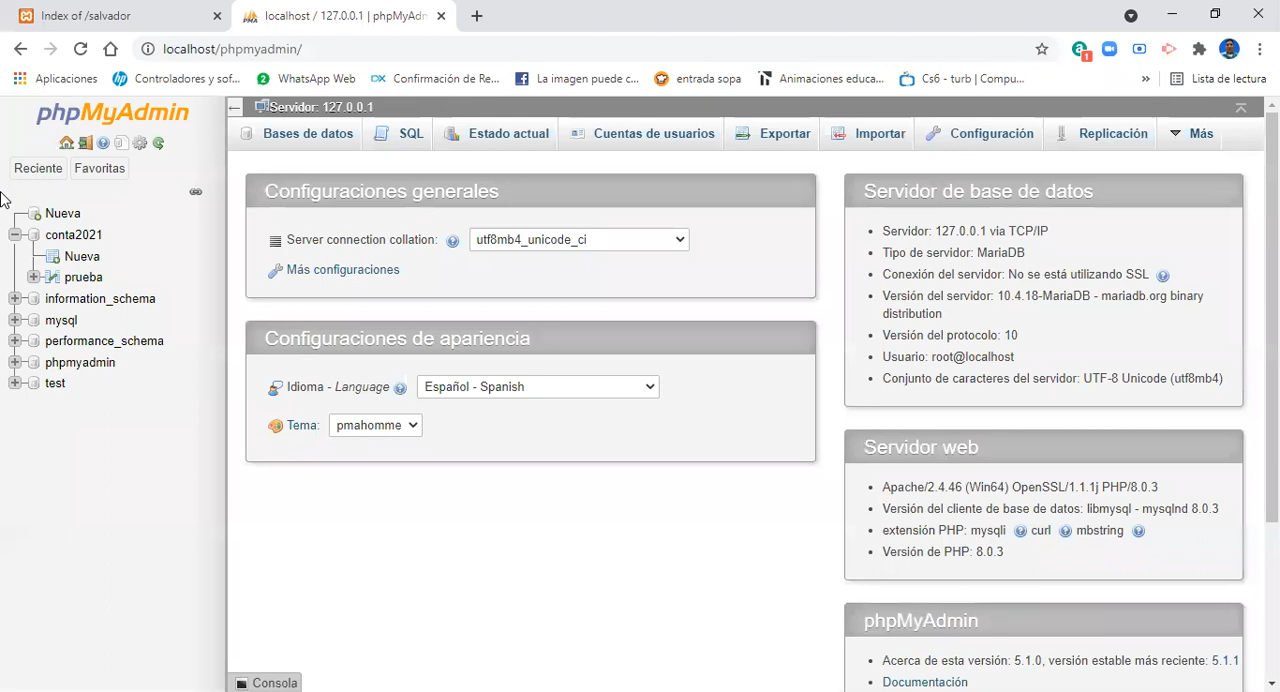 Index of /salvador
localhost / 127.0.0.1 | phpMyAdm
localhost/phpmyadmin/
1
Aplicaciones
Controladores y sof...
2 WhatsApp Web
Confirmación de Re...
La imagen puede c...
entrada sopa
Animaciones educa...
Cs6 - turb | Compu...
»
Lista de lectura
phpMyAdmin
Reciente
Favoritas
Nueva
conta2021
Nueva
prueba
information_schema
mysql
performance_schema
phpmyadmin
test
Servidor: 127.0.0.1
Bases de datos
SQL
Estado actual
Cuentas de usuarios
Exportar
Importar
Configuración
Replicación
Más
Configuraciones generales
Server connection collation: utf8mb4_unicode_ci
Más configuraciones
Configuraciones de apariencia
Idioma - Language Español - Spanish
Tema: pmahomme
Servidor de base de datos
Servidor: 127.0.0.1 via TCP/IP
Tipo de servidor: MariaDB
Conexión del servidor: No se está utilizando SSL
Versión del servidor: 10.4.18-MariaDB - mariadb.org binary
distribution
Versión del protocolo: 10
Usuario: root@localhost
Conjunto de caracteres del servidor: UTF-8 Unicode (utf8mb4)
Servidor web
Apache/2.4.46 (Win64) OpenSSL/1.1.1j PHP/8.0.3
Versión del cliente de base de datos: libmysql - mysqlnd 8.0.3
extensión PHP: mysqli curl mbstring
Versión de PHP: 8.0.3
phpMyAdmin
Acerca de esta versión: 5.1.0, versión estable más reciente: 5.1.1
Documentación
Consola